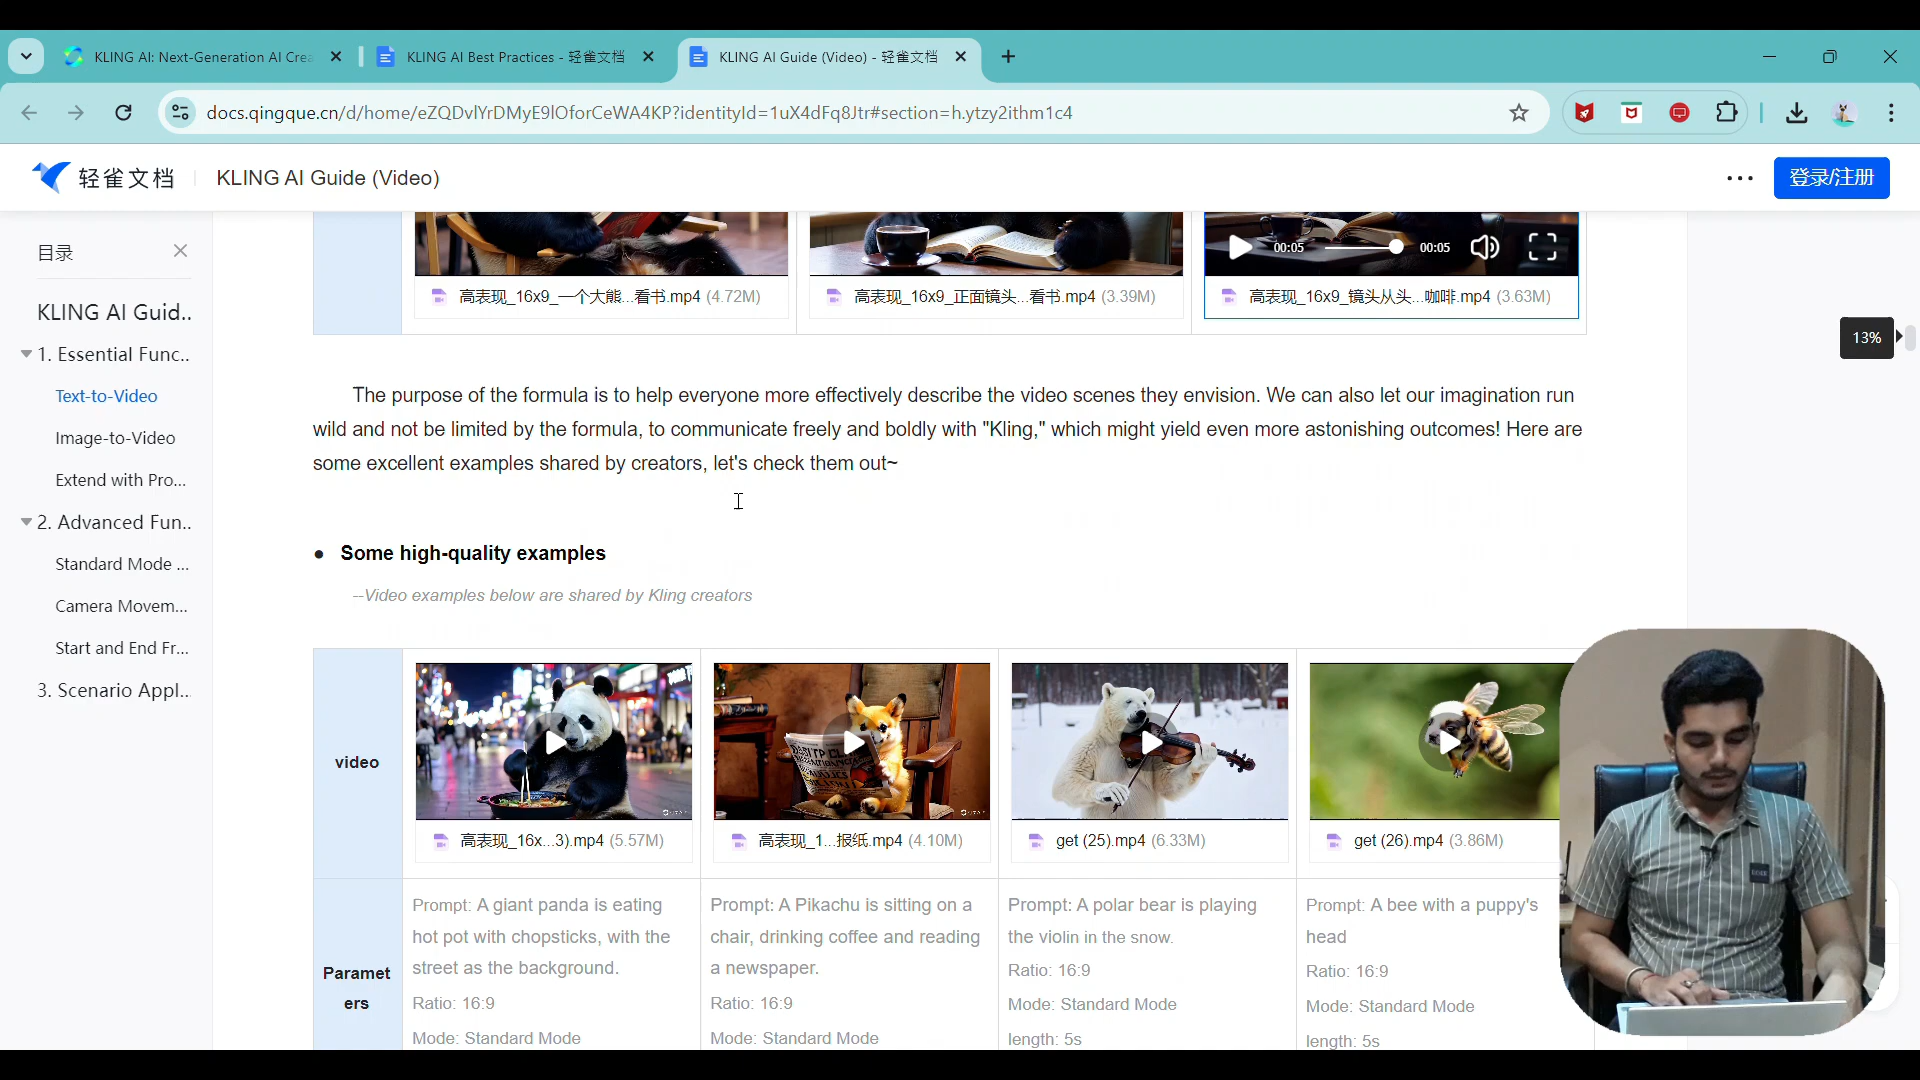 KLING AI: Next-Generation AI Crea
KLING AI Best Practices - 轻雀文档
KLING AI Guide (Video) - 轻雀文档
docs.qingque.cn/d/home/eZQDvlYrDMyE9lOforCeWA4KP?identityId=1uX4dFq8Jtr#section=h.ytzy2ithm1c4
轻雀文档
KLING AI Guide (Video)
登录/注册
目录
KLING AI Guid..
1. Essential Func..
Text-to-Video
Image-to-Video
Extend with Pro...
2. Advanced Fun..
Standard Mode ...
Camera Movem...
Start and End Fr...
3. Scenario Appl..
00:05
00:05
高表现_16x9_一个大熊...看书.mp4 (4.72M)
高表现_16x9_正面镜头...看书.mp4 (3.39M)
高表现_16x9_镜头从头...咖啡.mp4 (3.63M)
13%
The purpose of the formula is to help everyone more effectively describe the video scenes they envision. We can also let our imagination run
wild and not be limited by the formula, to communicate freely and boldly with "Kling," which might yield even more astonishing outcomes! Here are
some excellent examples shared by creators, let's check them out~
Some high-quality examples
--Video examples below are shared by Kling creators
video
高表现_16x...3).mp4 (5.57M)
高表现_1...报纸.mp4 (4.10M)
get (25).mp4 (6.33M)
get (26).mp4 (3.86M)
Paramet
ers
Prompt: A giant panda is eating
hot pot with chopsticks, with the
street as the background.
Ratio: 16:9
Mode: Standard Mode
Prompt: A Pikachu is sitting on a
chair, drinking coffee and reading
a newspaper.
Ratio: 16:9
Mode: Standard Mode
Prompt: A polar bear is playing
the violin in the snow.
Ratio: 16:9
Mode: Standard Mode
length: 5s
Prompt: A bee with a puppy's
head
Ratio: 16:9
Mode: Standard Mode
length: 5s